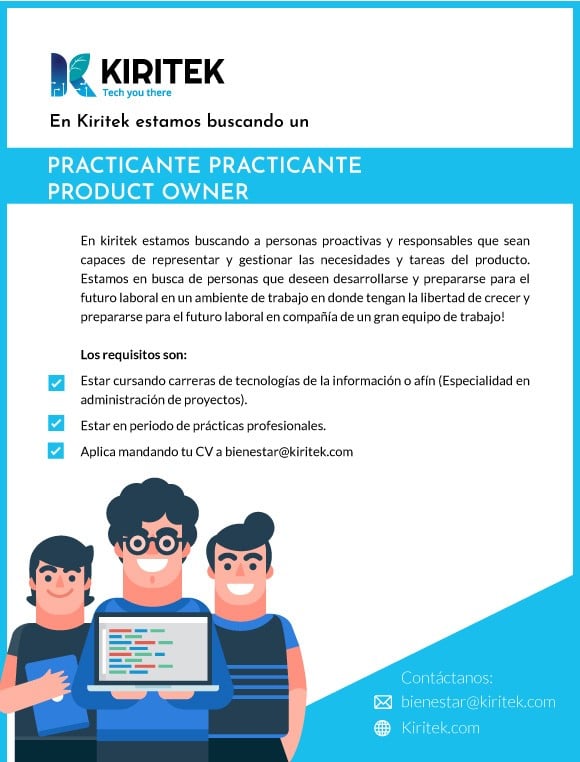 KIRITEK
Tech you there
En Kiritek estamos buscando un
PRACTICANTE PRACTICANTE
PRODUCT OWNER
En kiritek estamos buscando a personas proactivas y responsables que sean
capaces de representar y gestionar las necesidades y tareas del producto.
Estamos en busca de personas que deseen desarrollarse y prepararse para el
futuro laboral en un ambiente de trabajo en donde tengan la libertad de crecer y
prepararse para el futuro laboral en compañía de un gran equipo de trabajo!
Los requisitos son:
Estar cursando carreras de tecnologías de la información o afín (Especialidad en
administración de proyectos).
Estar en periodo de prácticas profesionales.
Aplica mandando tu CV a bienestar@kiritek.com
Contáctanos:
bienestar@kiritek.com
Kiritek.com